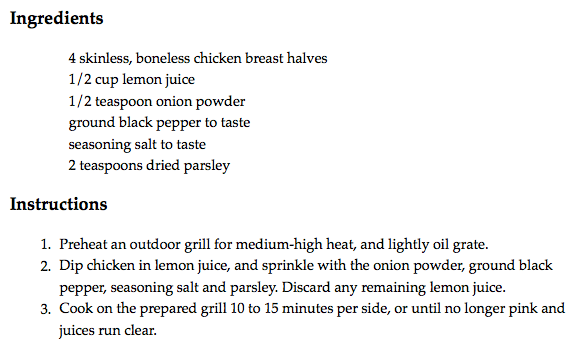 Ingredients
4 skinless, boneless chicken breast halves
1/2 cup lemon juice
1/2 teaspoon onion powder
ground black pepper to taste
seasoning salt to taste
2 teaspoons dried parsley
Instructions
1. Preheat an outdoor grill for medium-high heat, and lightly oil grate.
2. Dip chicken in lemon juice, and sprinkle with the onion powder, ground black
pepper, seasoning salt and parsley. Discard any remaining lemon juice.
3. Cook on the prepared grill 10 to 15 minutes per side, or until no longer pink and
juices run clear.